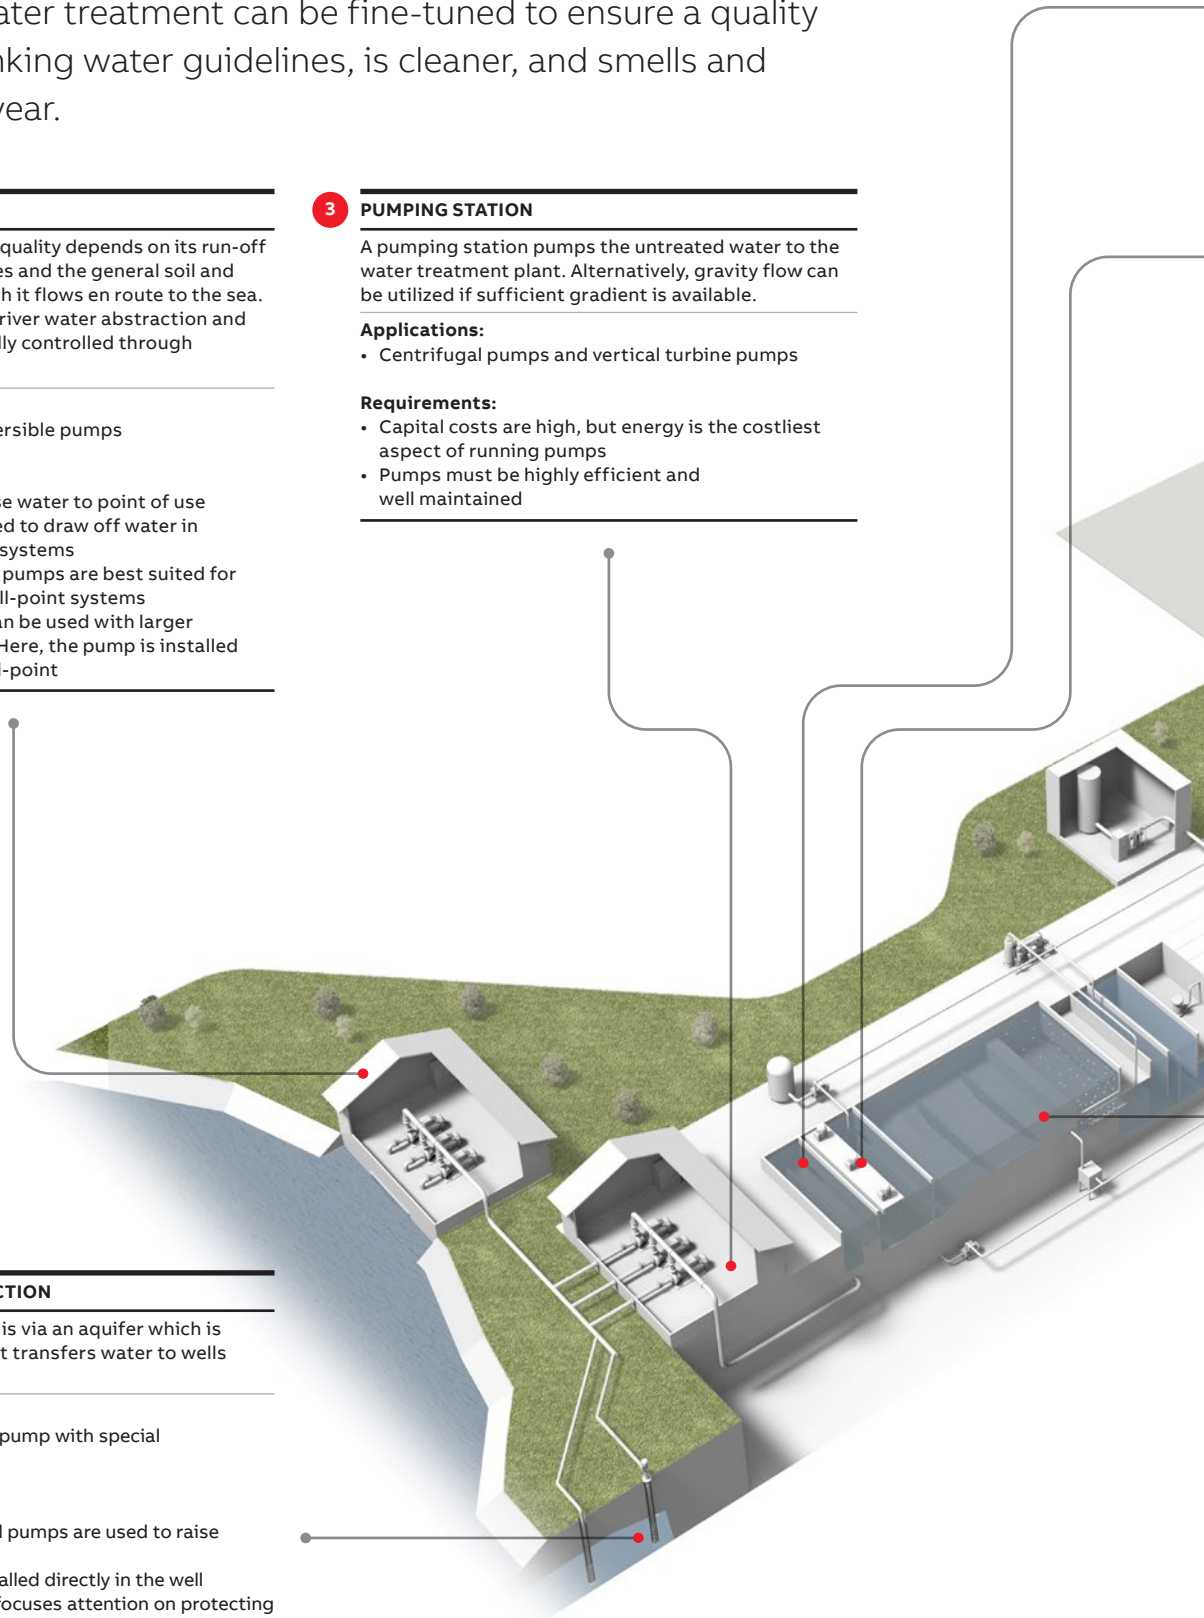 ater treatment can be fine-tuned to ensure a quality
nking water guidelines, is cleaner, and smells and
year.
quality depends on its run-off
es and the general soil and
h it flows en route to the sea.
river water abstraction and
lly controlled through
ersible pumps
se water to point of use
ed to draw off water in
systems
pumps are best suited for
ll-point systems
an be used with larger
Here, the pump is installed
l-point
3 PUMPING STATION
A pumping station pumps the untreated water to the
water treatment plant. Alternatively, gravity flow can
be utilized if sufficient gradient is available.
Applications:
• Centrifugal pumps and vertical turbine pumps
Requirements:
• Capital costs are high, but energy is the costliest
aspect of running pumps
• Pumps must be highly efficient and
well maintained
CTION
is via an aquifer which is
t transfers water to wells
pump with special
l pumps are used to raise
alled directly in the well
focuses attention on protecting